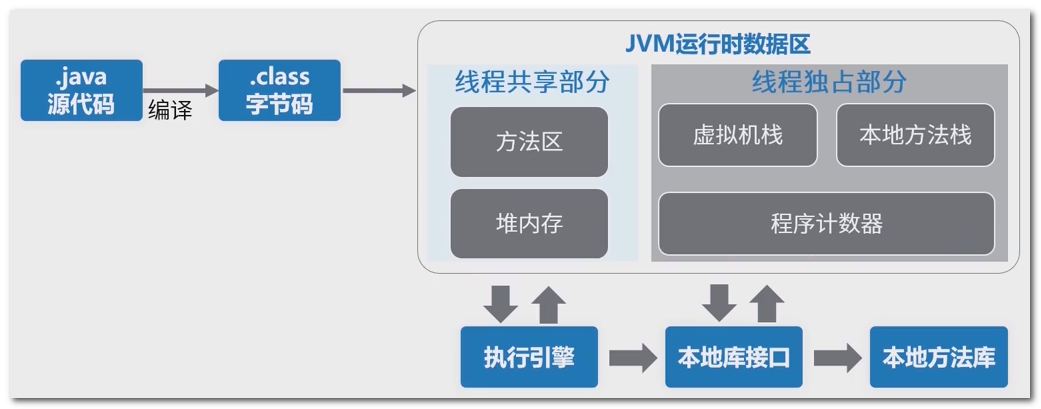 JVM运行时数据区
.java
源代码
编译
.class
字节码
线程共享部分
方法区
堆内存
线程独占部分
虚拟机栈
本地方法栈
程序计数器
执行引擎
本地库接口
本地方法库